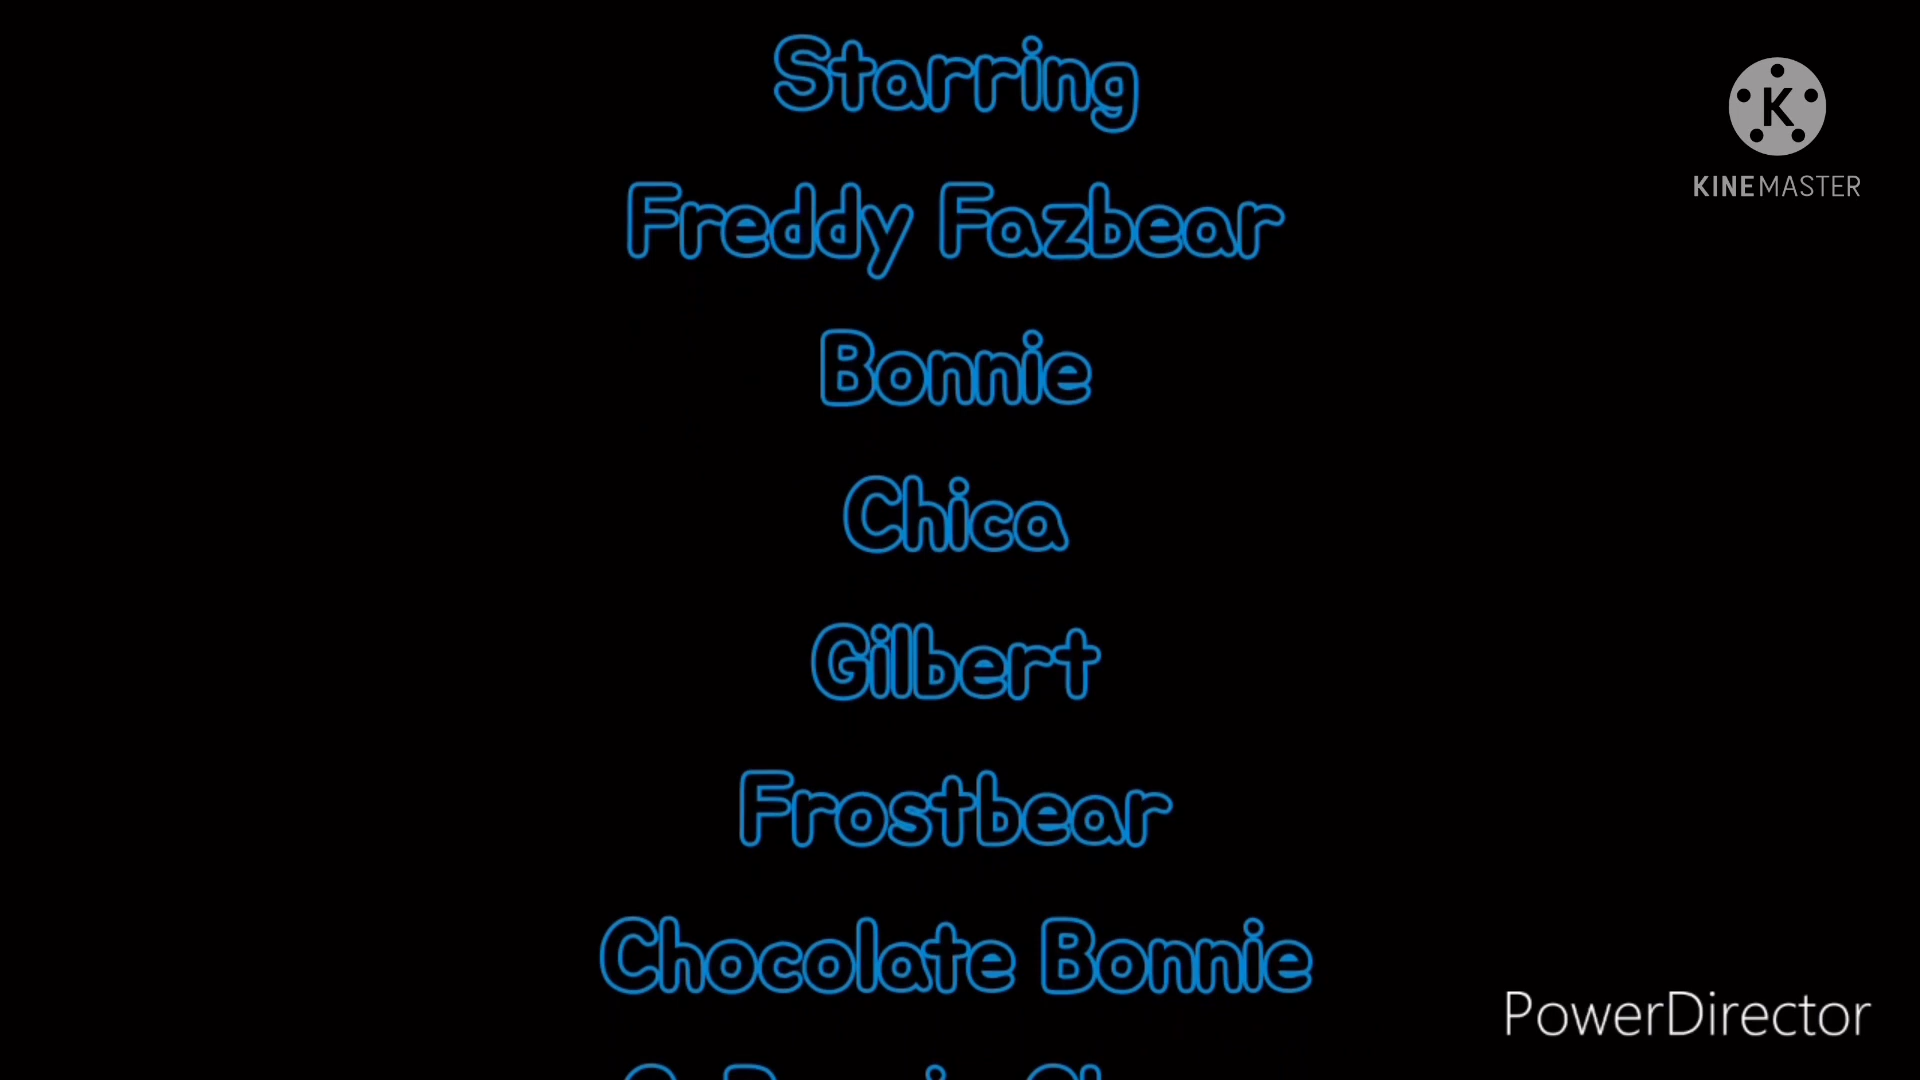 Starring
Freddy Fazbear
Bonnie
Chica
Gilbert
Frostbear
Chocolate Bonnie
K
KINEMASTER
PowerDirector